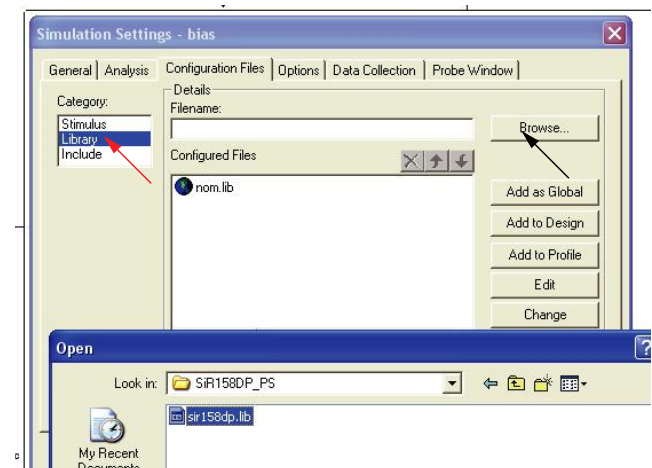 Simulation Settings - bias
General Analysis Configuration Files Options Data Collection Probe Window
Category:
Stimulus
Library
Include
Details
Filename:
Browse...
Configured Files
nom.lib
Add as Global
Add to Design
Add to Profile
Edit
Change
Open
?
Look in: SiR158DP_PS
sir158dp.lib
My Recent
Documents